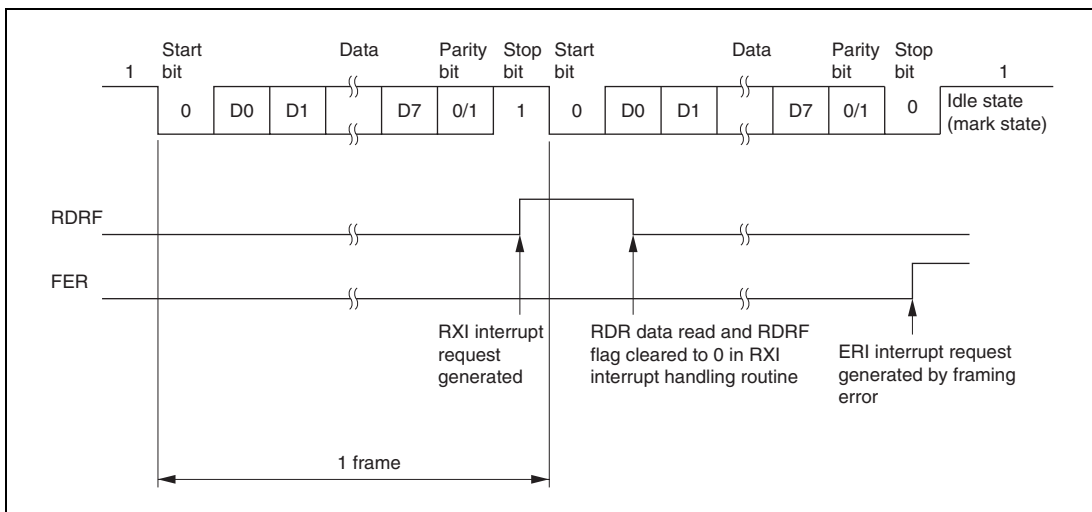 Start
bit
Data
Parity
bit
Stop
bit
Start
bit
Data
Parity
bit
Stop
bit
1
1
0
D0
D1
D7
0/1
1
0
D0
D1
D7
0/1
0
Idle state
(mark state)
RDRF
FER
RXI interrupt
request
generated
RDR data read and RDRF
flag cleared to 0 in RXI
interrupt handling routine
ERI interrupt request
generated by framing
error
1 frame